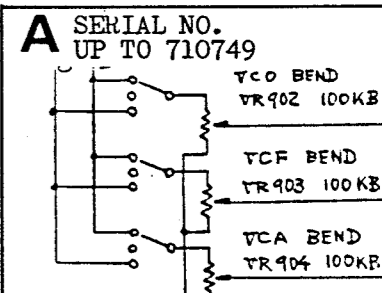 A SERIAL NO.
UP TO 710749
VCO BEND
VR902 100KB
VCF BEND
VR903 100KB
VCA BEND
VR904 100KB